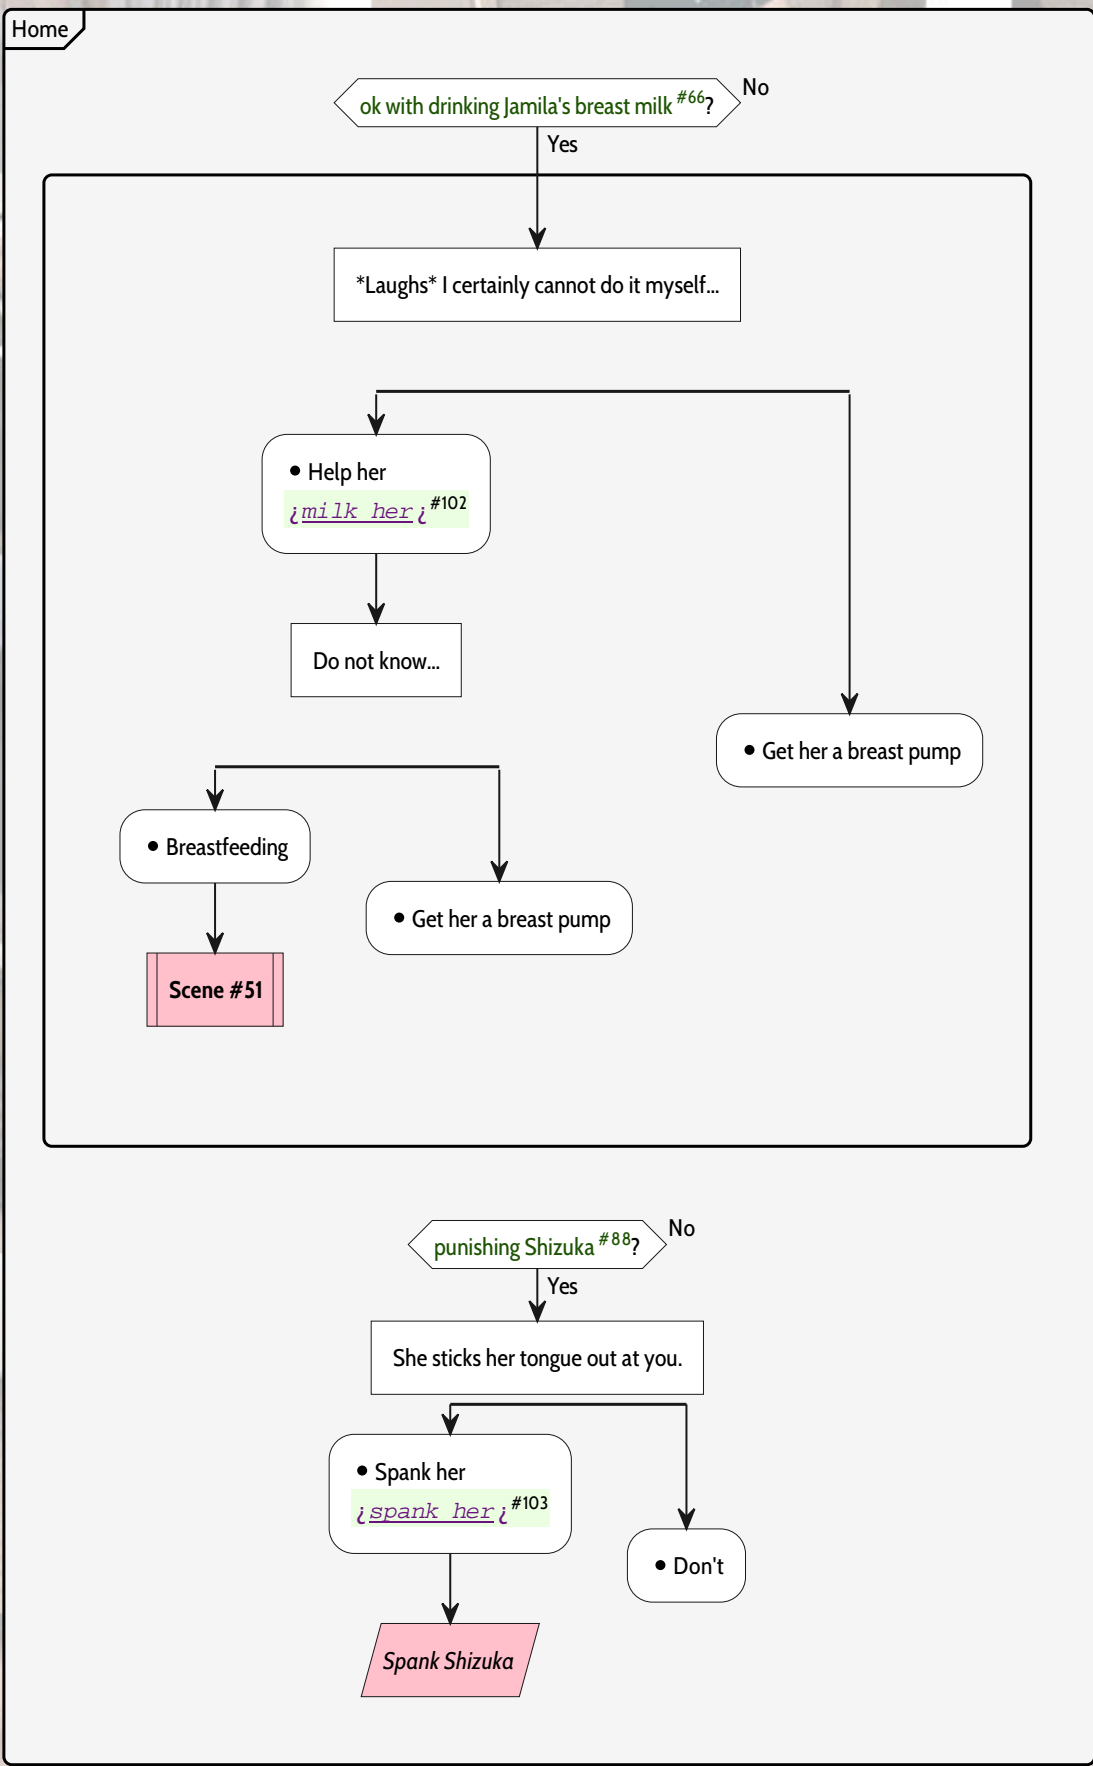 Home
ok with drinking Jamila's breast milk #66?
No
Yes
*Laughs* I certainly cannot do it myself...
• Help her
¿milk her¿#102
Do not know...
• Get her a breast pump
• Breastfeeding
• Get her a breast pump
Scene #51
punishing Shizuka #88?
No
Yes
She sticks her tongue out at you.
• Spank her
¿spank her¿#103
• Don't
Spank Shizuka